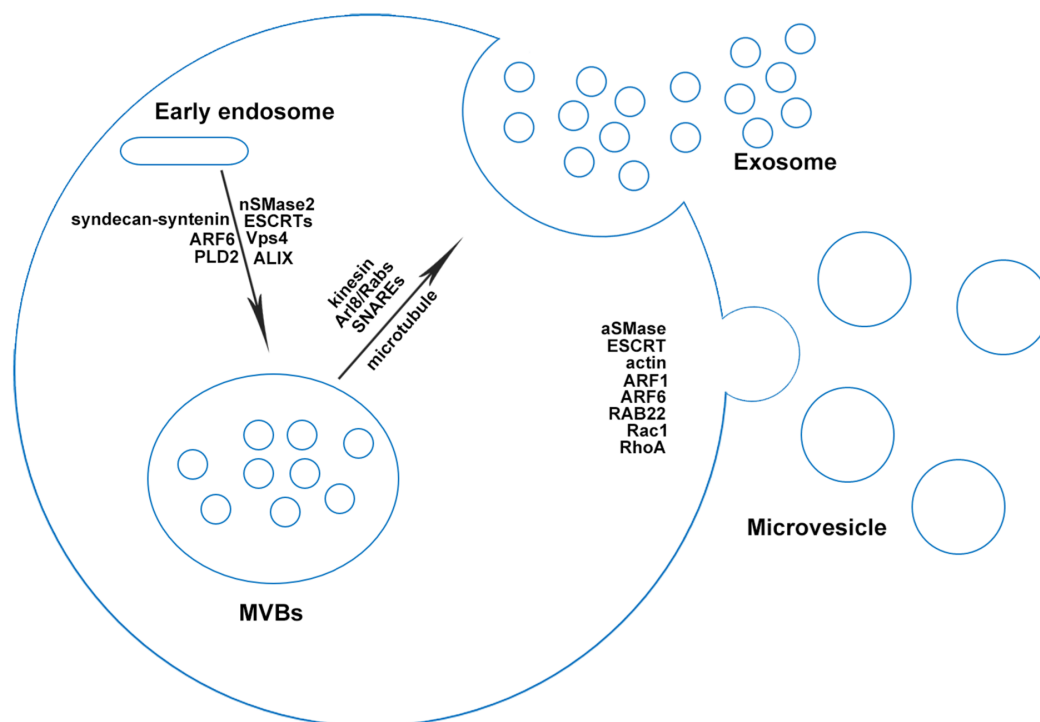 Early endosome
syndecan-syntenin
ARF6
PLD2
nSMase2
ESCRTs
Vps4
ALIX
kinesin
Arl8/Rabs
SNAREs
microtubule
MVBs
Exosome
aSMase
ESCRT
actin
ARF1
ARF6
RAB22
Rac1
RhoA
Microvesicle